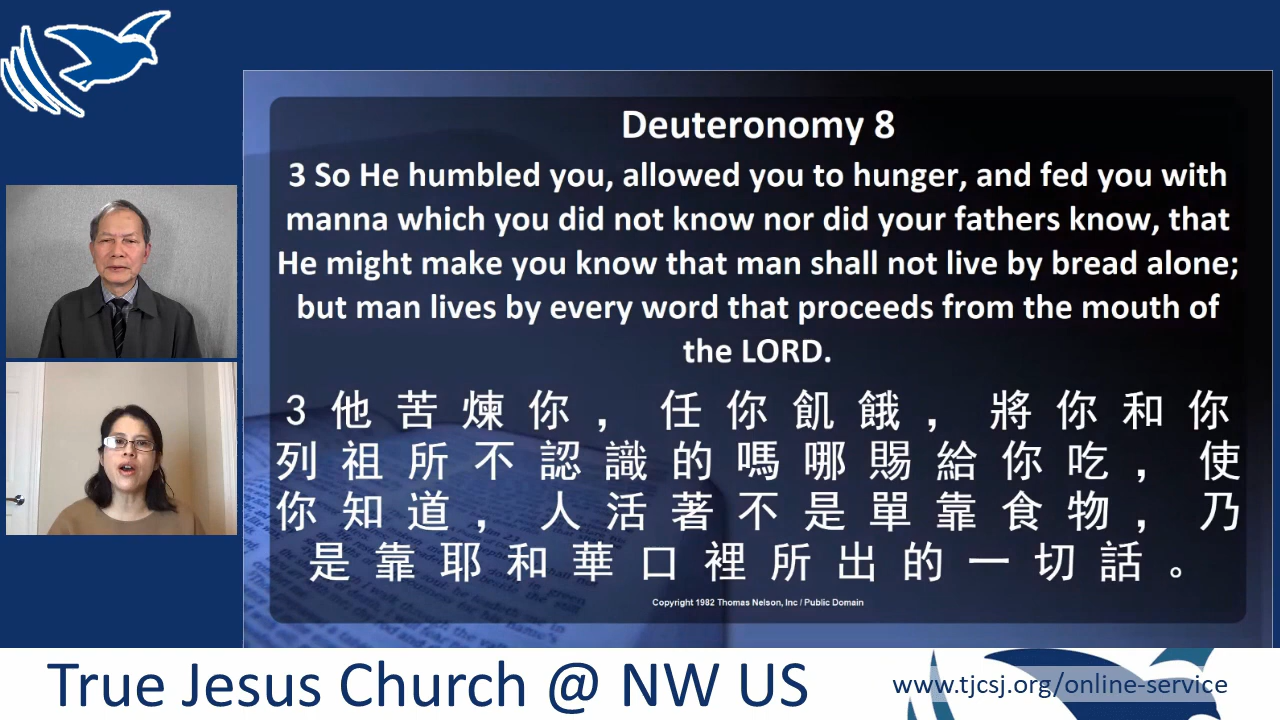 Deuteronomy 8
3 So He humbled you, allowed you to hunger, and fed you with
manna which you did not know nor did your fathers know, that
He might make you know that man shall not live by bread alone;
but man lives by every word that proceeds from the mouth of
the LORD.
3 他 苦 煉 你 ， 任 你 飢 餓 ， 將 你 和 你
列 祖 所 不 認 識 的 嗎 哪 賜 給 你 吃 ， 使
你 知 道 ， 人 活 著 不 是 單 靠 食 物 ， 乃
是 靠 耶 和 華 口 裡 所 出 的 一 切 話 。
Copyright 1982 Thomas Nelson, Inc / Public Domain
True Jesus Church @ NW US
www.tjcsj.org/online-service